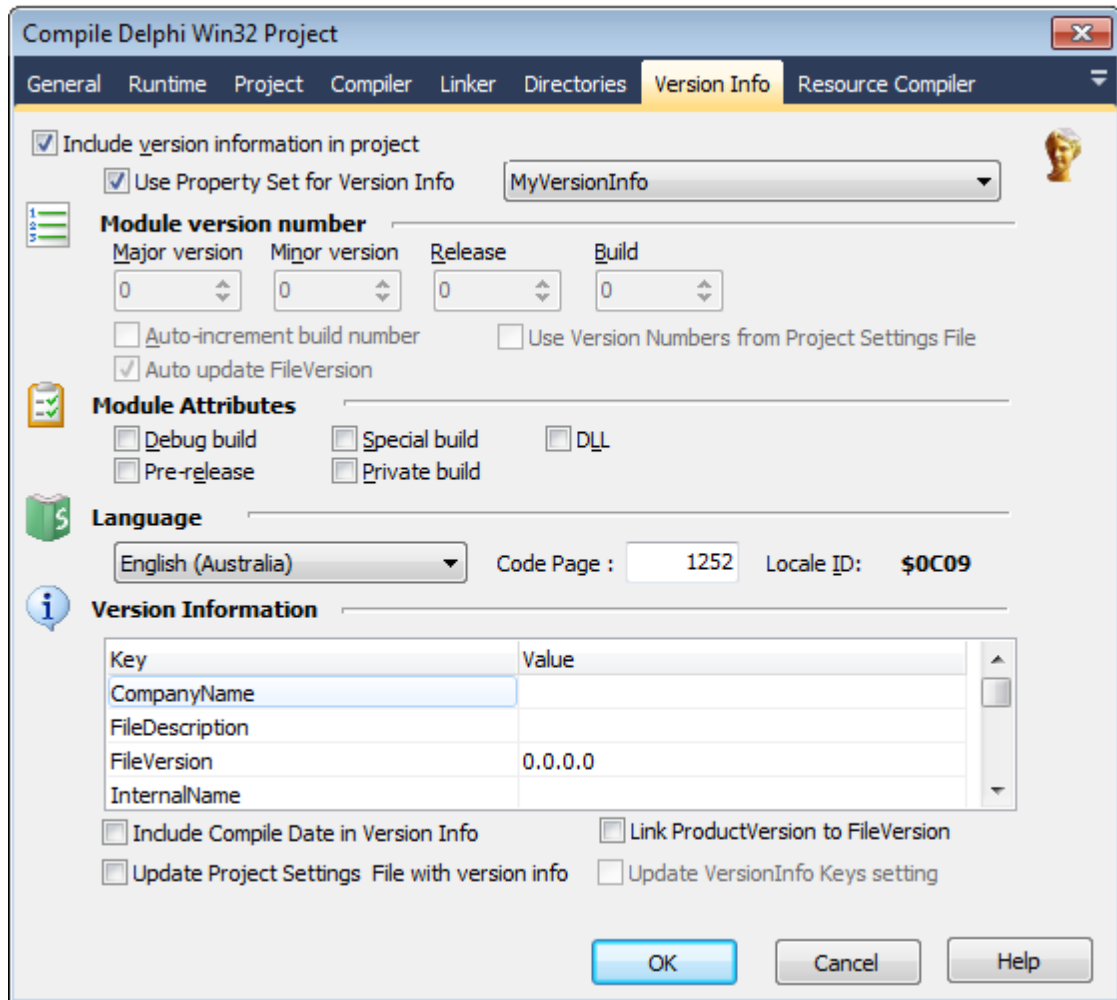 Compile Delphi Win32 Project
General Runtime Project Compiler Linker Directories Version Info Resource Compiler
Include version information in project
Use Property Set for Version Info MyVersionInfo
1
2
3
Module version number
Major version Minor version Release Build
0 0 0 0
Auto-increment build number Use Version Numbers from Project Settings File
Auto update FileVersion
Module Attributes
Debug build Special build DLL
Pre-release Private build
S
Language
English (Australia) Code Page : 1252 Locale ID: $0C09
i
Version Information
Key Value
CompanyName
FileDescription
FileVersion 0.0.0.0
InternalName
Include Compile Date in Version Info Link ProductVersion to FileVersion
Update Project Settings File with version info Update VersionInfo Keys setting
OK Cancel Help